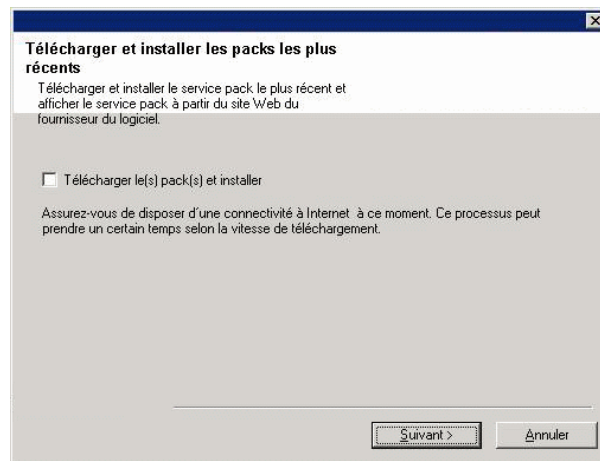 Télécharger et installer les packs les plus
récents
Télécharger et installer le service pack le plus récent et
afficher le service pack à partir du site Web du
fournisseur du logiciel.
Télécharger le(s) pack(s) et installer
Assurez-vous de disposer d'une connectivité à Internet à ce moment. Ce processus peut
prendre un certain temps selon la vitesse de téléchargement.
Suivant >
Annuler